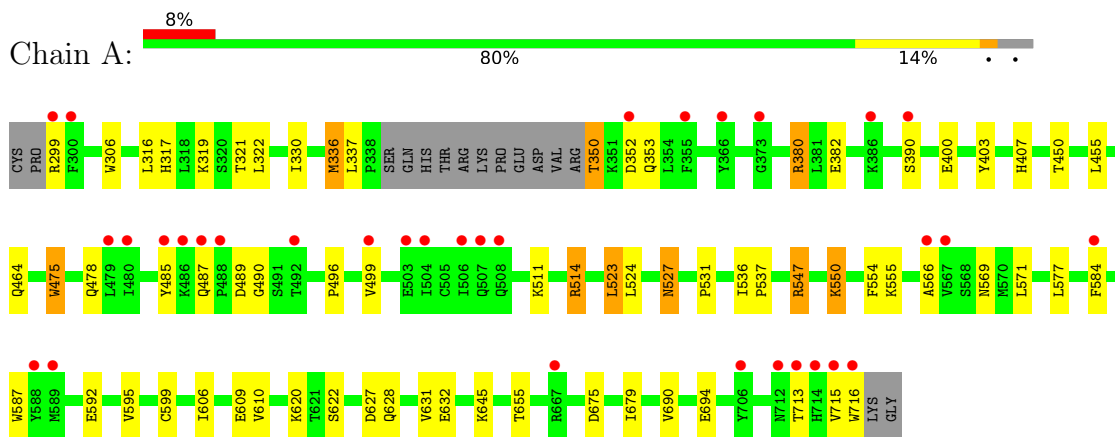 8%
Chain A:
80% 14% • •
CYS PRO R299 F300 W306 L316 H317 L318 K319 S320 T321 L322 I330 M336 L337 P338 SER GLN HIS THR ARG LYS PRO GLU ASP VAL ARG T350 K351 D352 Q353 L354 F355 Y366 G373 R380 L381 E382 K386 S390 E400 Y403 H407 T450 L455
Q464 W475 Q478 L479 I480 Y485 K486 Q487 P488 D489 G490 S491 T492 P496 V499 E503 I504 C505 I506 Q507 Q508 K511 R514 L523 L524 N527 P531 I536 P537 R547 K550 F554 K555 A566 V567 S568 N569 M570 L571 L577 F584
W587 Y588 M589 E592 V595 C599 I606 E609 V610 K620 T621 S622 D627 Q628 V631 E632 K645 T655 R667 D675 I679 V690 E694 Y706 N712 T713 H714 V715 W716 LYS GLY